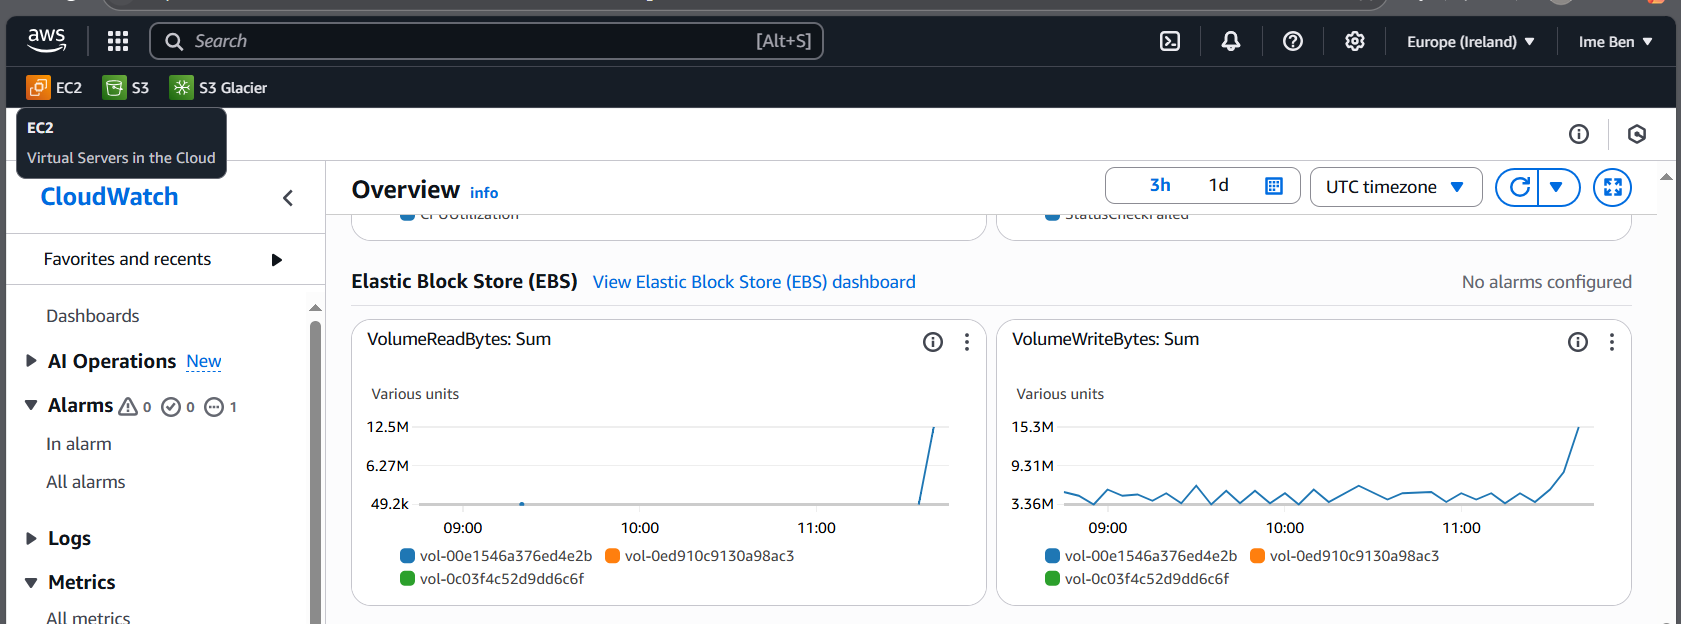 aws
Search [Alt+S]
Europe (Ireland)
Ime Ben
EC2
S3
S3 Glacier
EC2
Virtual Servers in the Cloud
CloudWatch
Favorites and recents
Dashboards
AI Operations New
Alarms 0 0 1
In alarm
All alarms
Logs
Metrics
All metrics
Overview info
3h 1d
UTC timezone
CPUUtilization
StatusCheckFailed
Elastic Block Store (EBS) View Elastic Block Store (EBS) dashboard
No alarms configured
VolumeReadBytes: Sum
Various units
12.5M
6.27M
49.2k
09:00 10:00 11:00
vol-00e1546a376ed4e2b vol-0ed910c9130a98ac3
vol-0c03f4c52d9dd6c6f
VolumeWriteBytes: Sum
Various units
15.3M
9.31M
3.36M
09:00 10:00 11:00
vol-00e1546a376ed4e2b vol-0ed910c9130a98ac3
vol-0c03f4c52d9dd6c6f